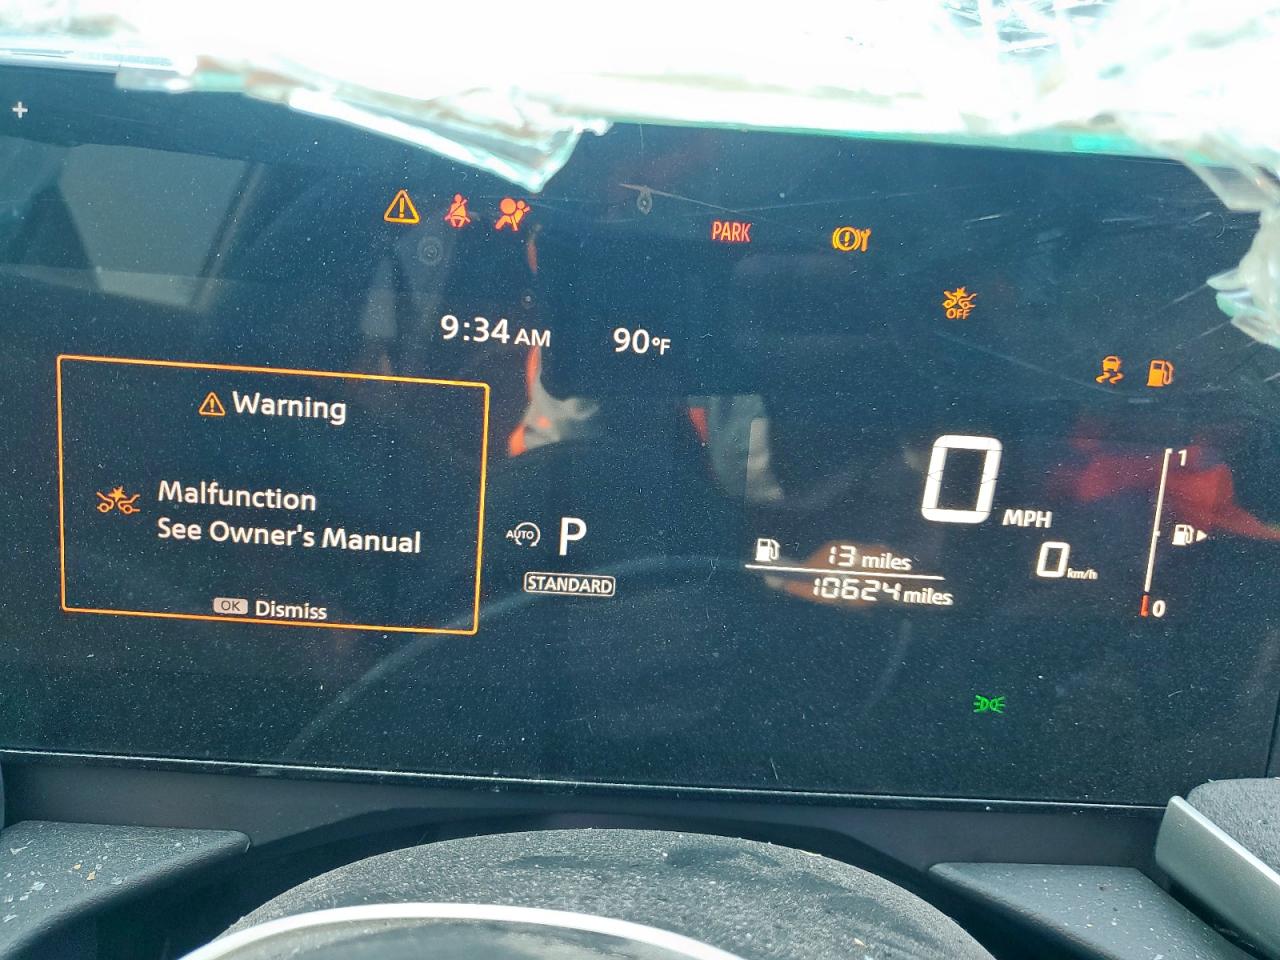 PARK
OFF
9:34 AM
90°F
Warning
Malfunction
See Owner's Manual
OK Dismiss
AUTO
P
STANDARD
0 MPH
0 km/h
13 miles
10624 miles
1
0